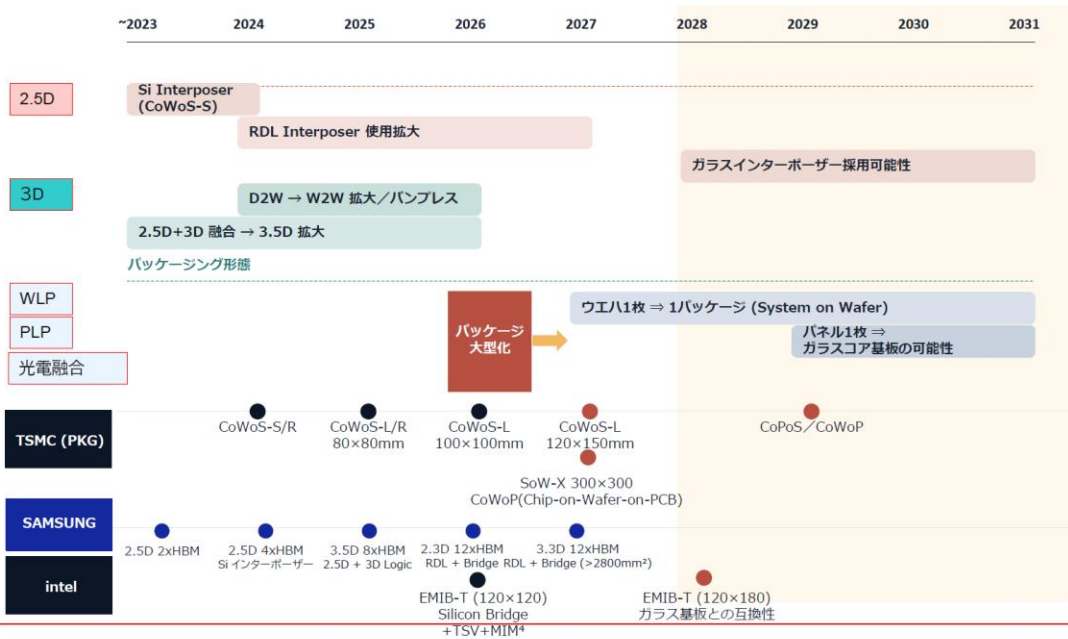 ~2023 2024 2025 2026 2027 2028 2029 2030 2031
2.5D
Si Interposer
(CoWoS-S)
RDL Interposer 使用拡大
ガラスインターポーザー採用可能性
3D
D2W → W2W 拡大／バンプレス
2.5D+3D 融合 → 3.5D 拡大
パッケージング形態
WLP
PLP
光電融合
パッケージ
大型化
ウエハ1枚 ⇒ 1パッケージ (System on Wafer)
パネル1枚 ⇒
ガラスコア基板の可能性
TSMC (PKG)
CoWoS-S/R
CoWoS-L/R
80×80mm
CoWoS-L
100×100mm
CoWoS-L
120×150mm
CoPoS／CoWoP
SoW-X 300×300
CoWoP(Chip-on-Wafer-on-PCB)
SAMSUNG
2.5D 2xHBM
2.5D 4xHBM
Si インターポーザー
3.5D 8xHBM
2.5D + 3D Logic
2.3D 12xHBM
RDL + Bridge
3.3D 12xHBM
RDL + Bridge (>2800mm²)
intel
EMIB-T (120×120)
Silicon Bridge
+TSV+MIM⁴
EMIB-T (120×180)
ガラス基板との互換性